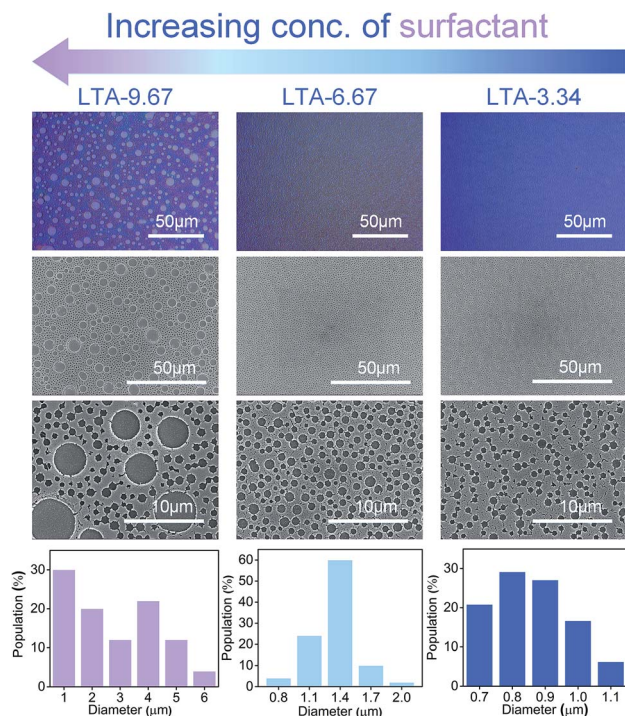 Increasing conc. of surfactant
LTA-9.67 LTA-6.67 LTA-3.34
50μm 50μm 50μm
50μm 50μm 50μm
10μm 10μm 10μm
Population (%)
30
20
10
0
1 2 3 4 5 6
Diameter (μm)
Population (%)
60
50
40
30
20
10
0
0.8 1.1 1.4 1.7 2.0
Diameter (μm)
Population (%)
30
20
10
0
0.7 0.8 0.9 1.0 1.1
Diameter (μm)